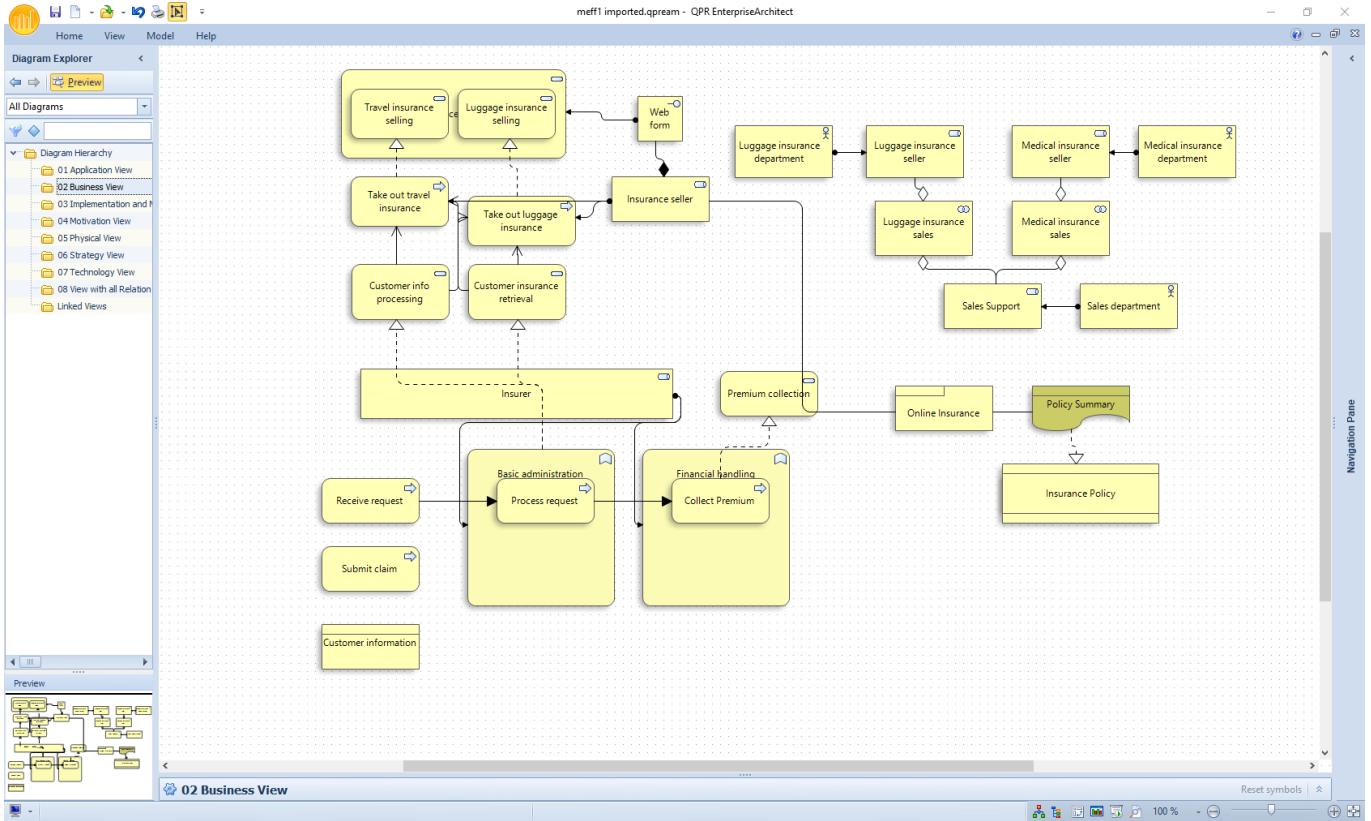 meff1 imported.qpream - QPR EnterpriseArchitect
Home View Model Help
Diagram Explorer
Preview
All Diagrams
Diagram Hierarchy
01 Application View
02 Business View
03 Implementation and
04 Motivation View
05 Physical View
06 Strategy View
07 Technology View
08 View with all Relation
Linked Views
Preview
Travel insurance
selling
ce
Luggage insurance
selling
Web
form
Luggage insurance
department
Luggage insurance
seller
Medical insurance
seller
Medical insurance
department
Take out travel
insurance
Take out luggage
insurance
Insurance seller
Luggage insurance
sales
Medical insurance
sales
Customer info
processing
Customer insurance
retrieval
Sales Support
Sales department
Insurer
Premium collection
Online Insurance
Policy Summary
Basic administration
Financial handling
Insurance Policy
Receive request
Process request
Collect Premium
Submit claim
Customer information
Navigation Pane
02 Business View
Reset symbols
100 %